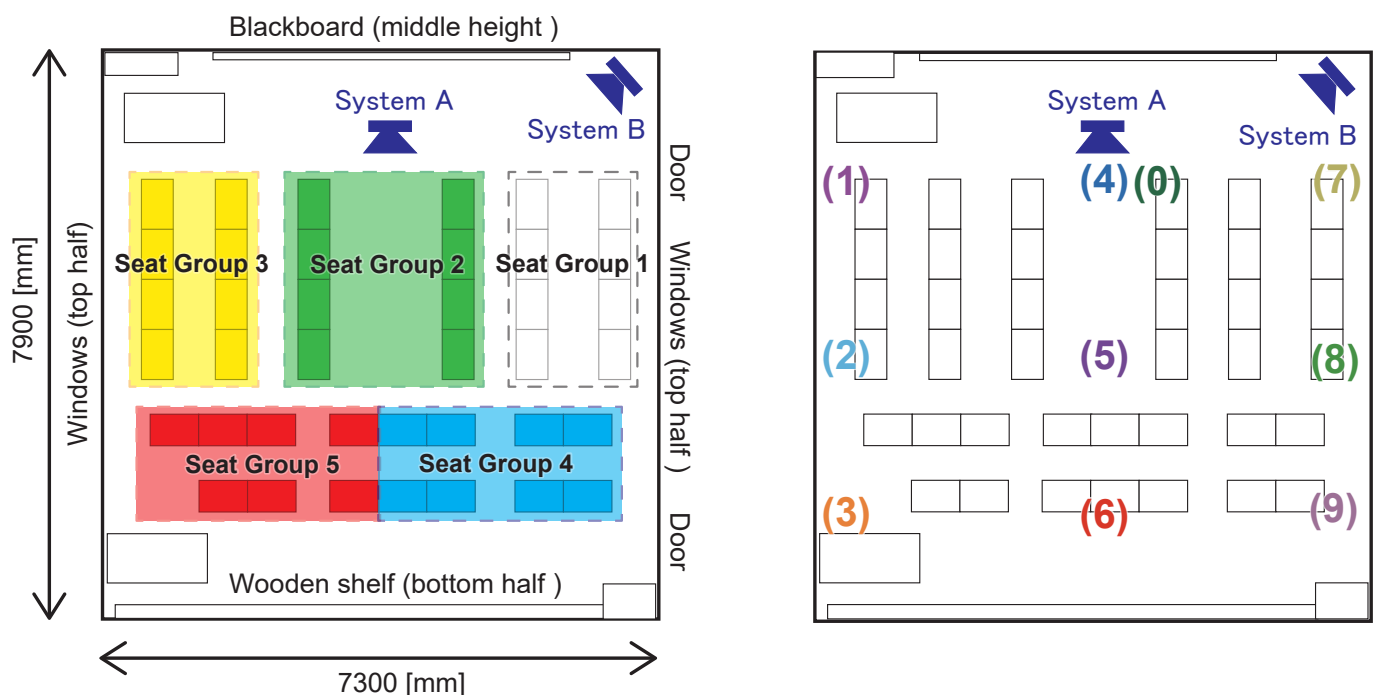 Blackboard (middle height )
System A
System B
Door
Seat Group 3
Seat Group 2
Seat Group 1
7900 [mm]
Windows (top half)
Windows (top half )
Seat Group 5
Seat Group 4
Door
Wooden shelf (bottom half )
7300 [mm]
System A
System B
(1)
(4)
(0)
(7)
(2)
(5)
(8)
(3)
(6)
(9)